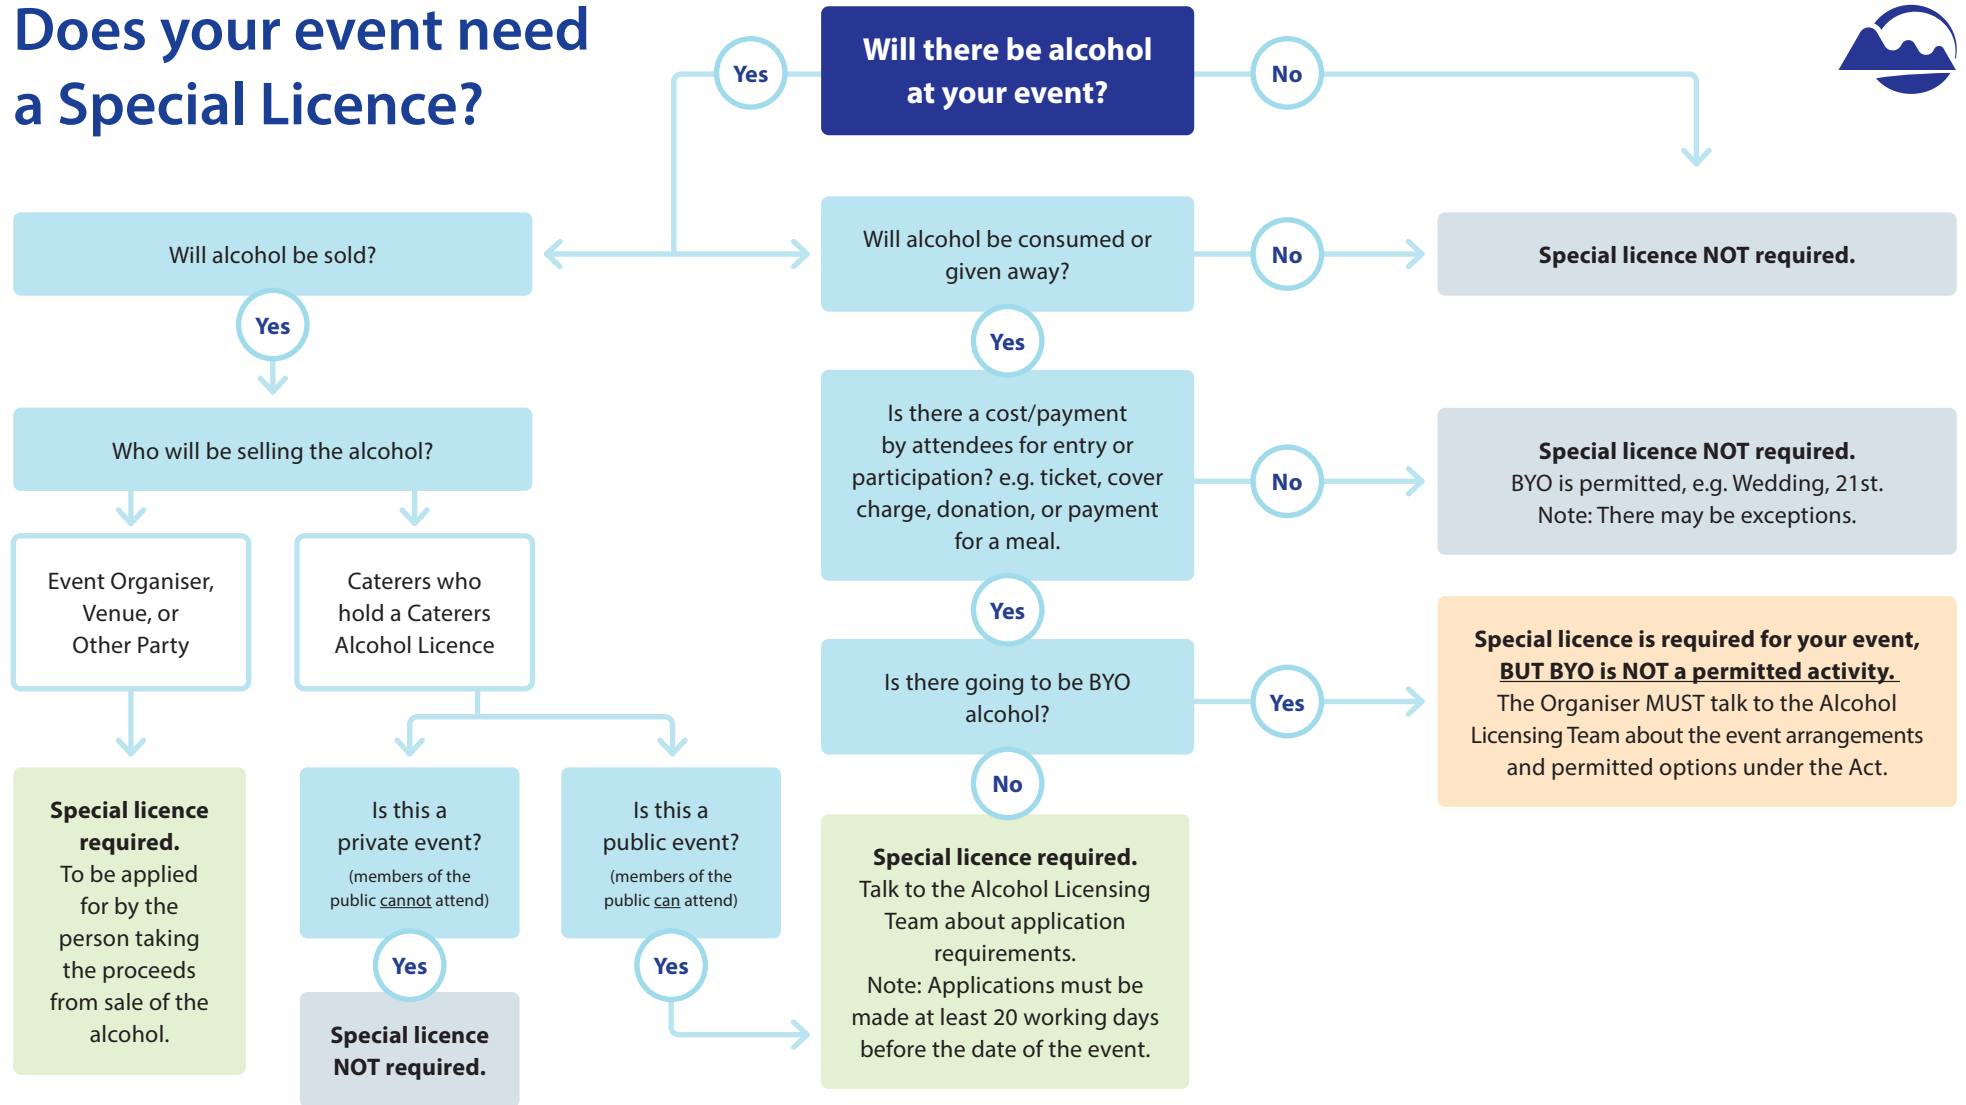 Does your event need
a Special Licence?
Yes
Will there be alcohol
at your event?
No
Will alcohol be sold?
Yes
Who will be selling the alcohol?
Event Organiser,
Venue, or
Other Party
Caterers who
hold a Caterers
Alcohol Licence
Special licence
required.
To be applied
for by the
person taking
the proceeds
from sale of the
alcohol.
Is this a
private event?
(members of the
public cannot attend)
Yes
Special licence
NOT required.
Is this a
public event?
(members of the
public can attend)
Yes
Will alcohol be consumed or
given away?
No
Special licence NOT required.
Yes
Is there a cost/payment
by attendees for entry or
participation? e.g. ticket, cover
charge, donation, or payment
for a meal.
No
Special licence NOT required.
BYO is permitted, e.g. Wedding, 21st.
Note: There may be exceptions.
Yes
Is there going to be BYO
alcohol?
Yes
Special licence is required for your event,
BUT BYO is NOT a permitted activity.
The Organiser MUST talk to the Alcohol
Licensing Team about the event arrangements
and permitted options under the Act.
No
Special licence required.
Talk to the Alcohol Licensing
Team about application
requirements.
Note: Applications must be
made at least 20 working days
before the date of the event.